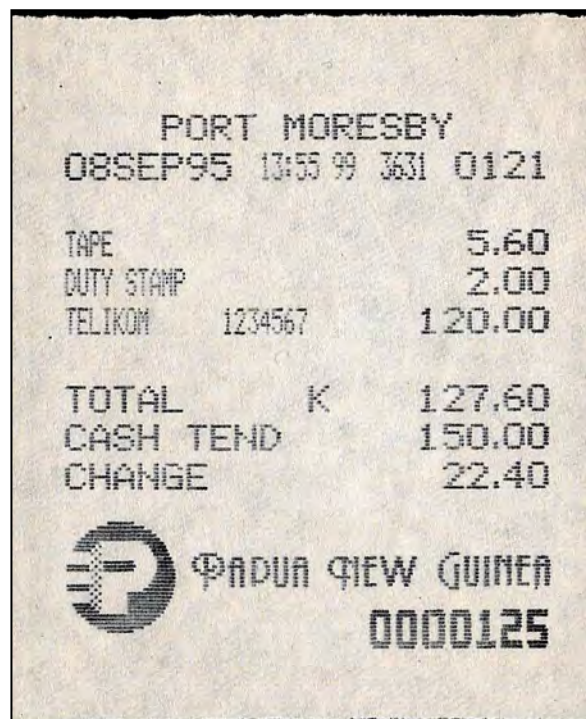 PORT MORESBY
08SEP95 13:55 99 3631 0121
TAPE 5.60
DUTY STAMP 2.00
TELIKOM 1234567 120.00
TOTAL K 127.60
CASH TEND 150.00
CHANGE 22.40
P PADUA NEW GUINEA
0000125